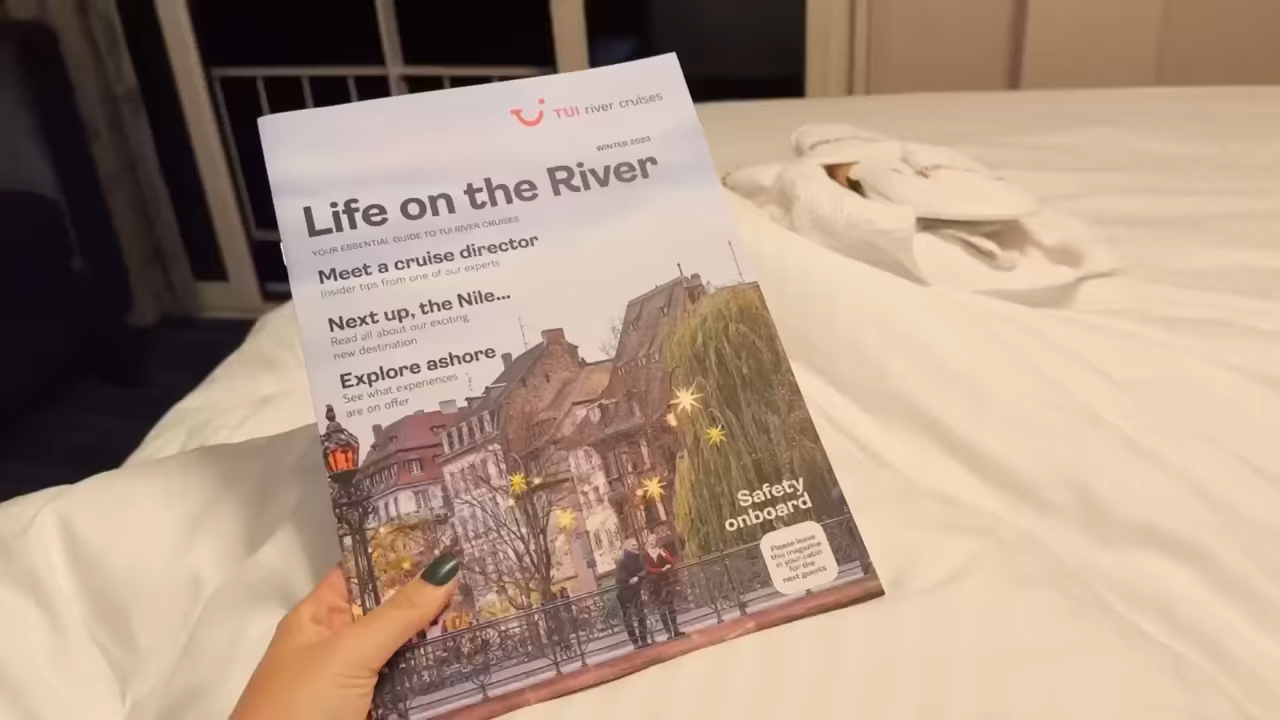 TUI river cruises
WINTER 2023
Life on the River
YOUR ESSENTIAL GUIDE TO TUI RIVER CRUISES
Meet a cruise director
Insider tips from one of our experts
Next up, the Nile...
Read all about our exciting
new destination
Explore ashore
See what experiences
are on offer
Safety
onboard
Please leave
this magazine
in your cabin
for the
next guests